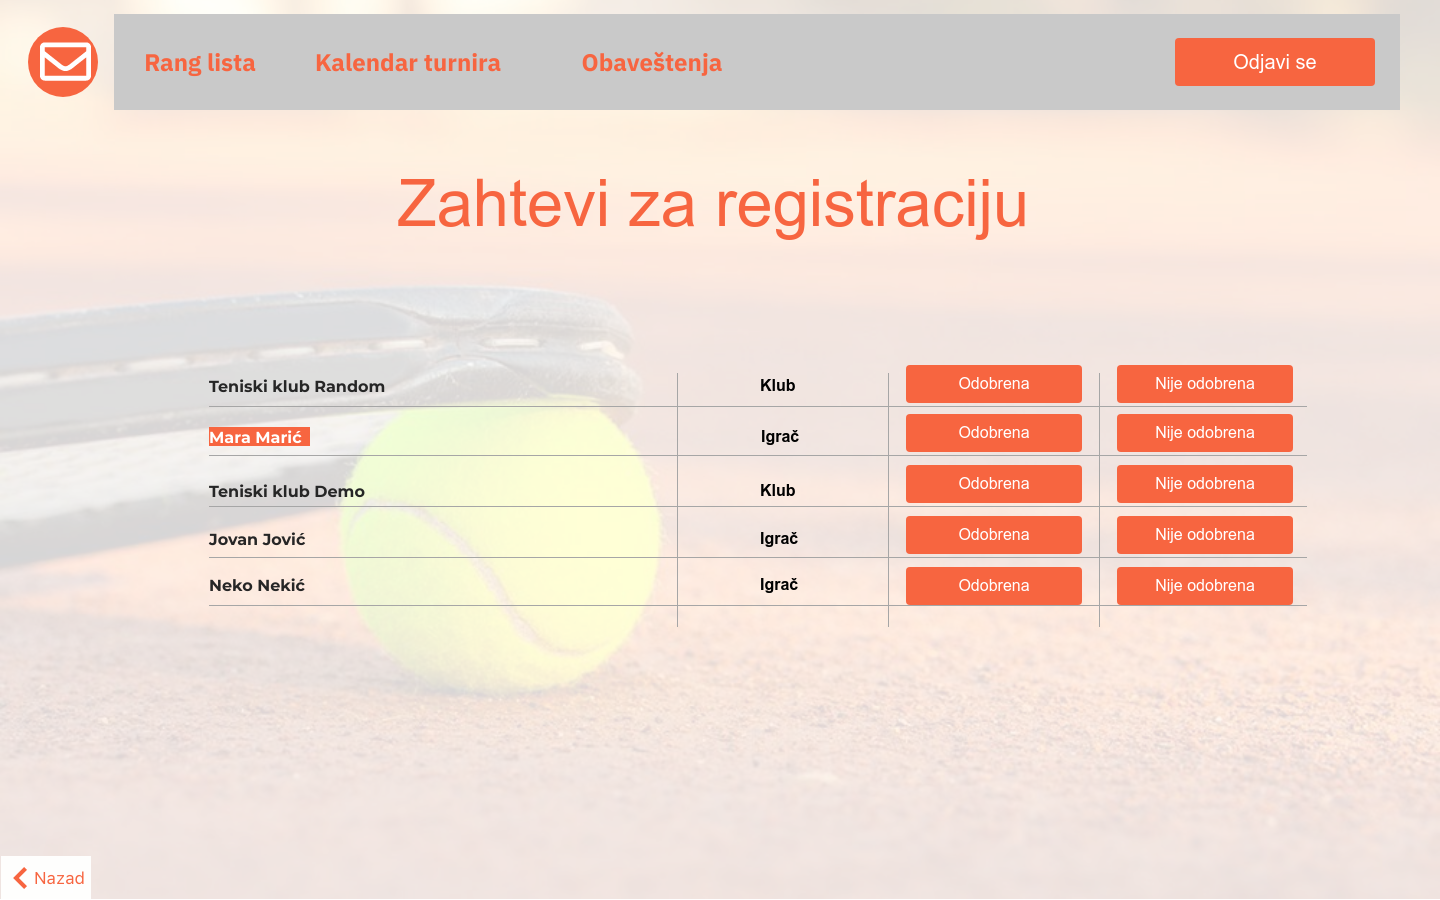 Rang lista Kalendar turnira Obaveštenja Odjavi se
Zahtevi za registraciju
Teniski klub Random Klub Odobrena Nije odobrena
Mara Marić Igrač Odobrena Nije odobrena
Teniski klub Demo Klub Odobrena Nije odobrena
Jovan Jović Igrač Odobrena Nije odobrena
Neko Nekić Igrač Odobrena Nije odobrena
Nazad